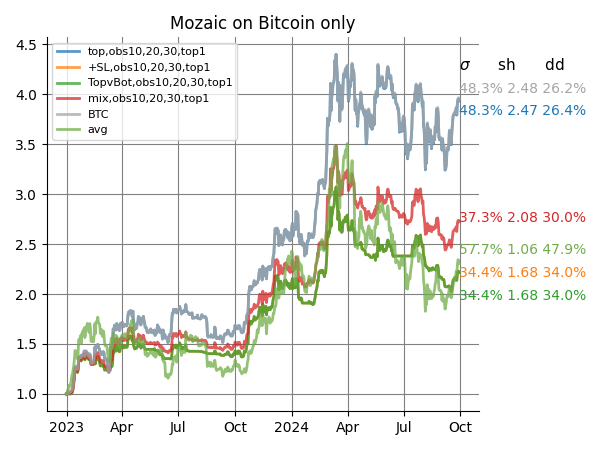 Mozaic on Bitcoin only
top,obs10,20,30,top1
+SL,obs10,20,30,top1
TopvBot,obs10,20,30,top1
mix,obs10,20,30,top1
BTC
avg
σ sh dd
48.3% 2.48 26.2%
48.3% 2.47 26.4%
37.3% 2.08 30.0%
57.7% 1.06 47.9%
34.4% 1.68 34.0%
34.4% 1.68 34.0%
4.5
4.0
3.5
3.0
2.5
2.0
1.5
1.0
2023 Apr Jul Oct 2024 Apr Jul Oct